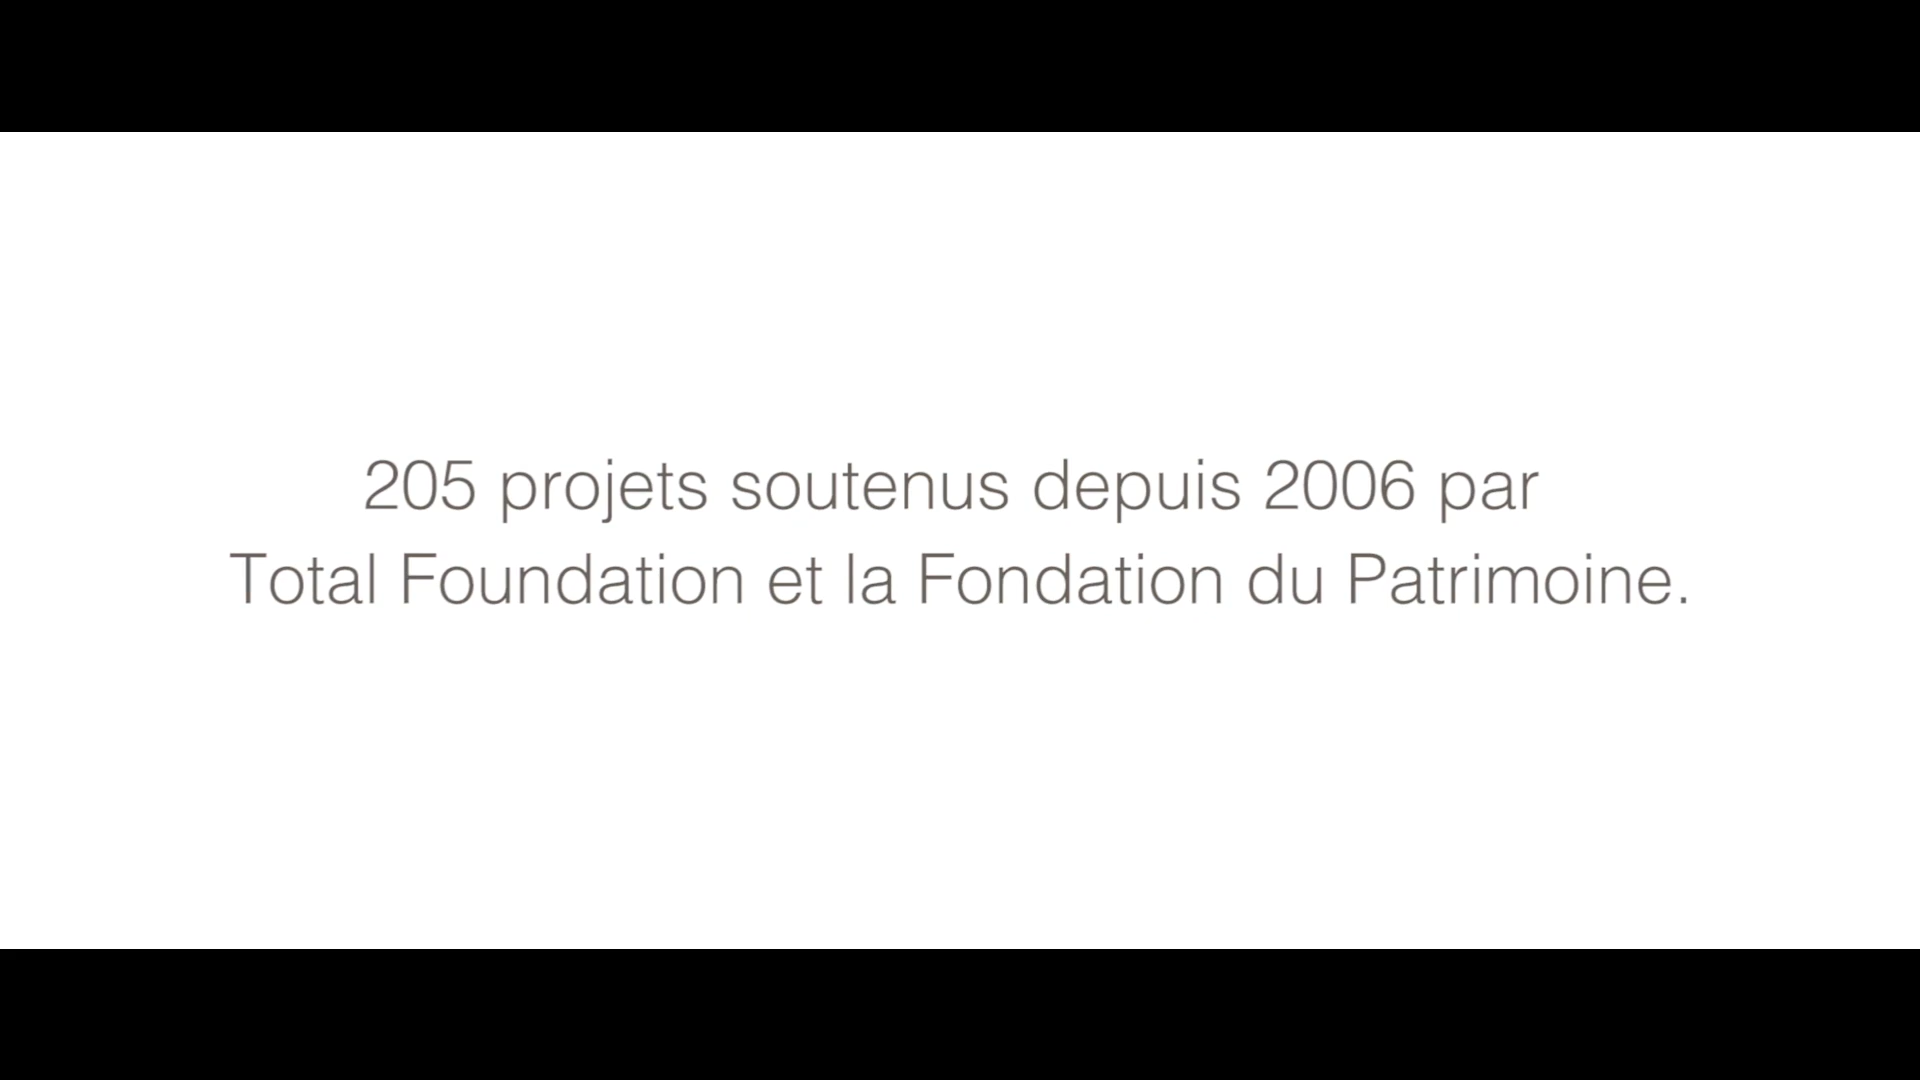 205 projets soutenus depuis 2006 par
Total Foundation et la Fondation du Patrimoine.